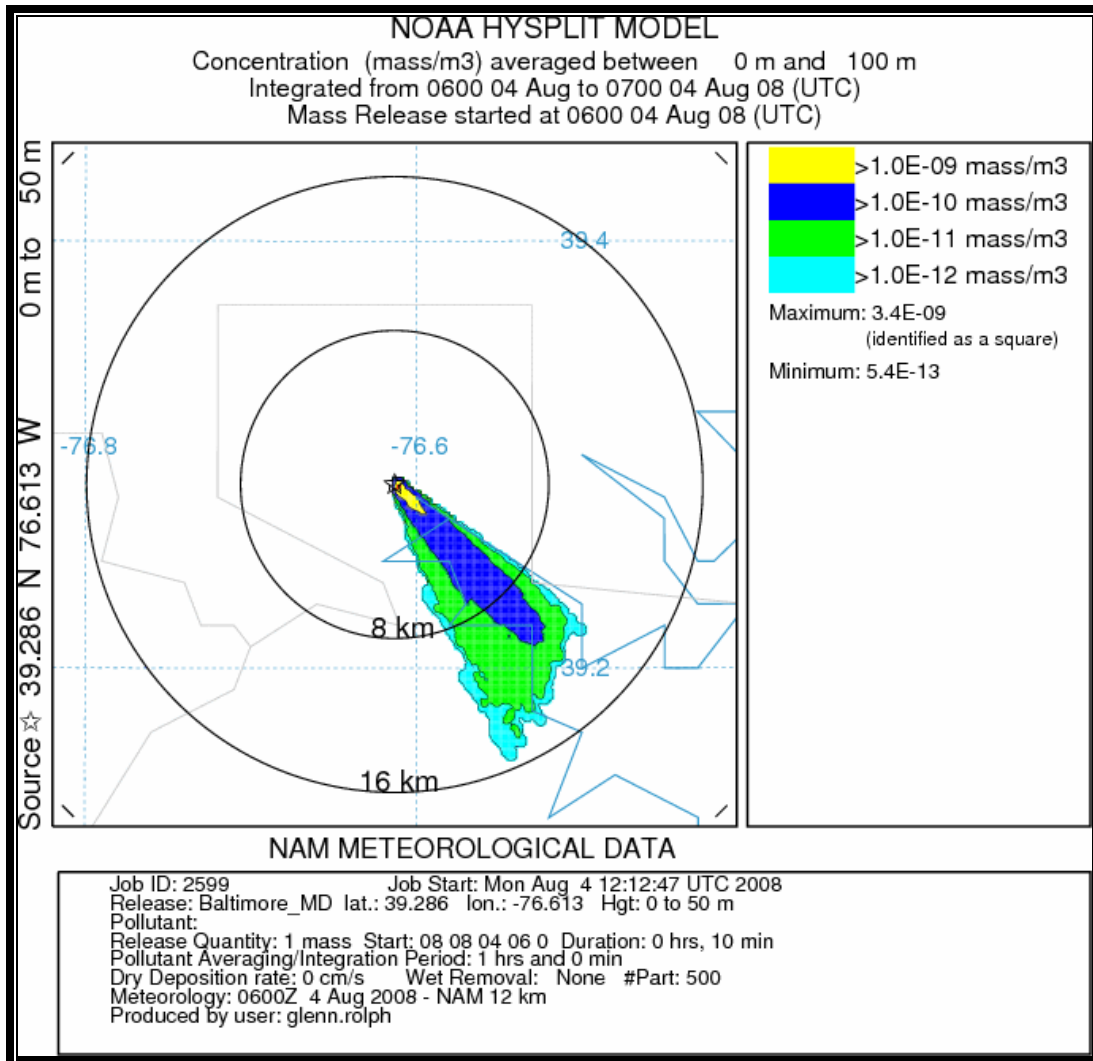 NOAA HYSPLIT MODEL
Concentration (mass/m3) averaged between 0 m and 100 m
Integrated from 0600 04 Aug to 0700 04 Aug 08 (UTC)
Mass Release started at 0600 04 Aug 08 (UTC)
Source ☆ 39.286 N 76.613 W 0 m to 50 m
39.4
-76.8
-76.6
8 km
39.2
16 km
>1.0E-09 mass/m3
>1.0E-10 mass/m3
>1.0E-11 mass/m3
>1.0E-12 mass/m3
Maximum: 3.4E-09
(identified as a square)
Minimum: 5.4E-13
NAM METEOROLOGICAL DATA
Job ID: 2599 Job Start: Mon Aug 4 12:12:47 UTC 2008
Release: Baltimore_MD lat.: 39.286 lon.: -76.613 Hgt: 0 to 50 m
Pollutant:
Release Quantity: 1 mass Start: 08 08 04 06 0 Duration: 0 hrs, 10 min
Pollutant Averaging/Integration Period: 1 hrs and 0 min
Dry Deposition rate: 0 cm/s Wet Removal: None #Part: 500
Meteorology: 0600Z 4 Aug 2008 - NAM 12 km
Produced by user: glenn.rolph